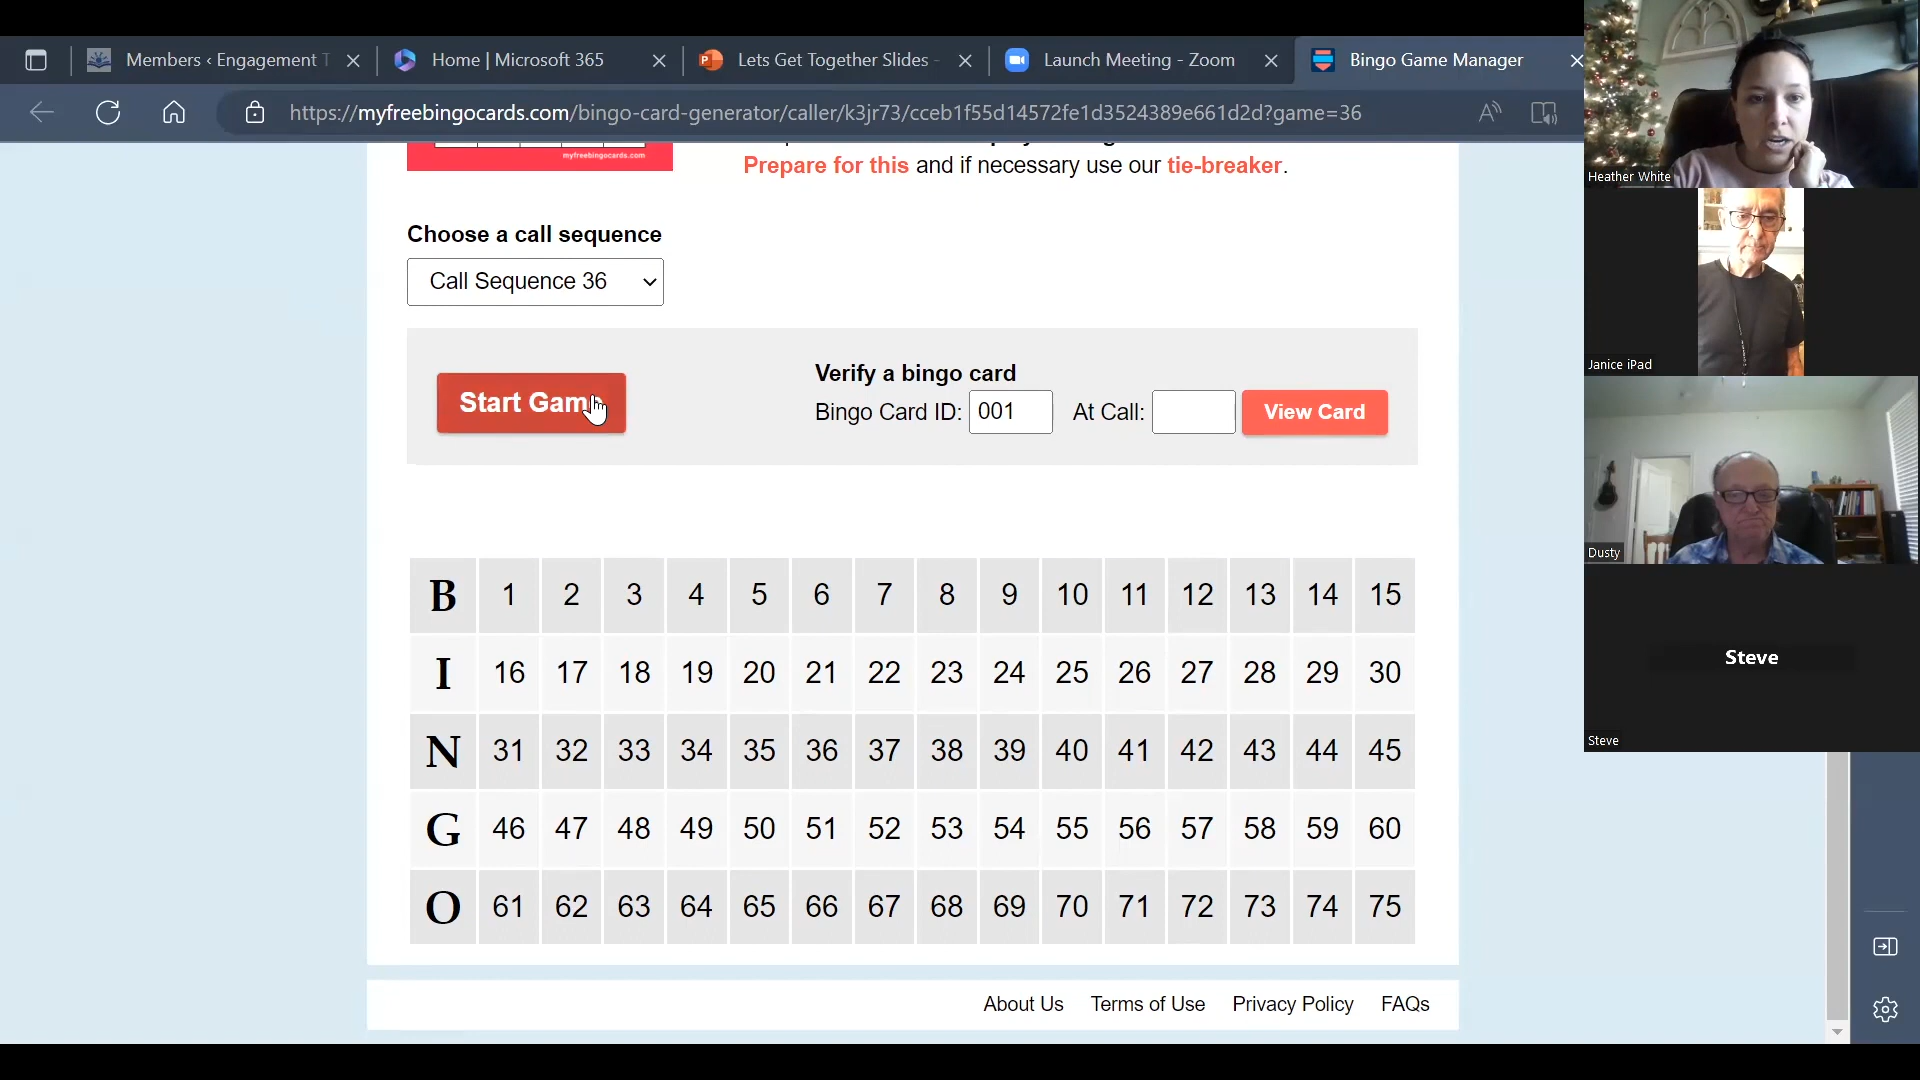 Members ‹ Engagement T
Home | Microsoft 365
Lets Get Together Slides -
Launch Meeting - Zoom
Bingo Game Manager
https://myfreebingocards.com/bingo-card-generator/caller/k3jr73/cceb1f55d14572fe1d3524389e661d2d?game=36
myfreebingocards.com
Prepare for this and if necessary use our tie-breaker.
Choose a call sequence
Call Sequence 36
Start Game
Verify a bingo card
Bingo Card ID: 001 At Call: View Card
B 1 2 3 4 5 6 7 8 9 10 11 12 13 14 15
I 16 17 18 19 20 21 22 23 24 25 26 27 28 29 30
N 31 32 33 34 35 36 37 38 39 40 41 42 43 44 45
G 46 47 48 49 50 51 52 53 54 55 56 57 58 59 60
O 61 62 63 64 65 66 67 68 69 70 71 72 73 74 75
About Us Terms of Use Privacy Policy FAQs
Heather White
Janice iPad
Dusty
Steve
Steve